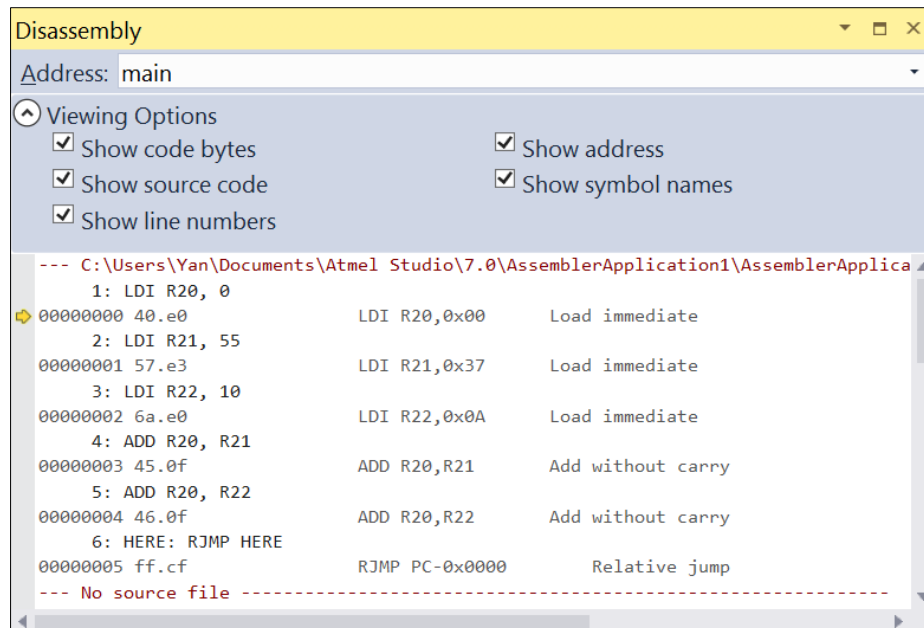 Disassembly
Address: main
Viewing Options
Show code bytes Show address
Show source code Show symbol names
Show line numbers
--- C:\Users\Yan\Documents\Atmel Studio\7.0\AssemblerApplication1\AssemblerApplica
1: LDI R20, 0
00000000 40.e0 LDI R20,0x00 Load immediate
2: LDI R21, 55
00000001 57.e3 LDI R21,0x37 Load immediate
3: LDI R22, 10
00000002 6a.e0 LDI R22,0x0A Load immediate
4: ADD R20, R21
00000003 45.0f ADD R20,R21 Add without carry
5: ADD R20, R22
00000004 46.0f ADD R20,R22 Add without carry
6: HERE: RJMP HERE
00000005 ff.cf RJMP PC-0x0000 Relative jump
--- No source file -------------------------------------------------------------